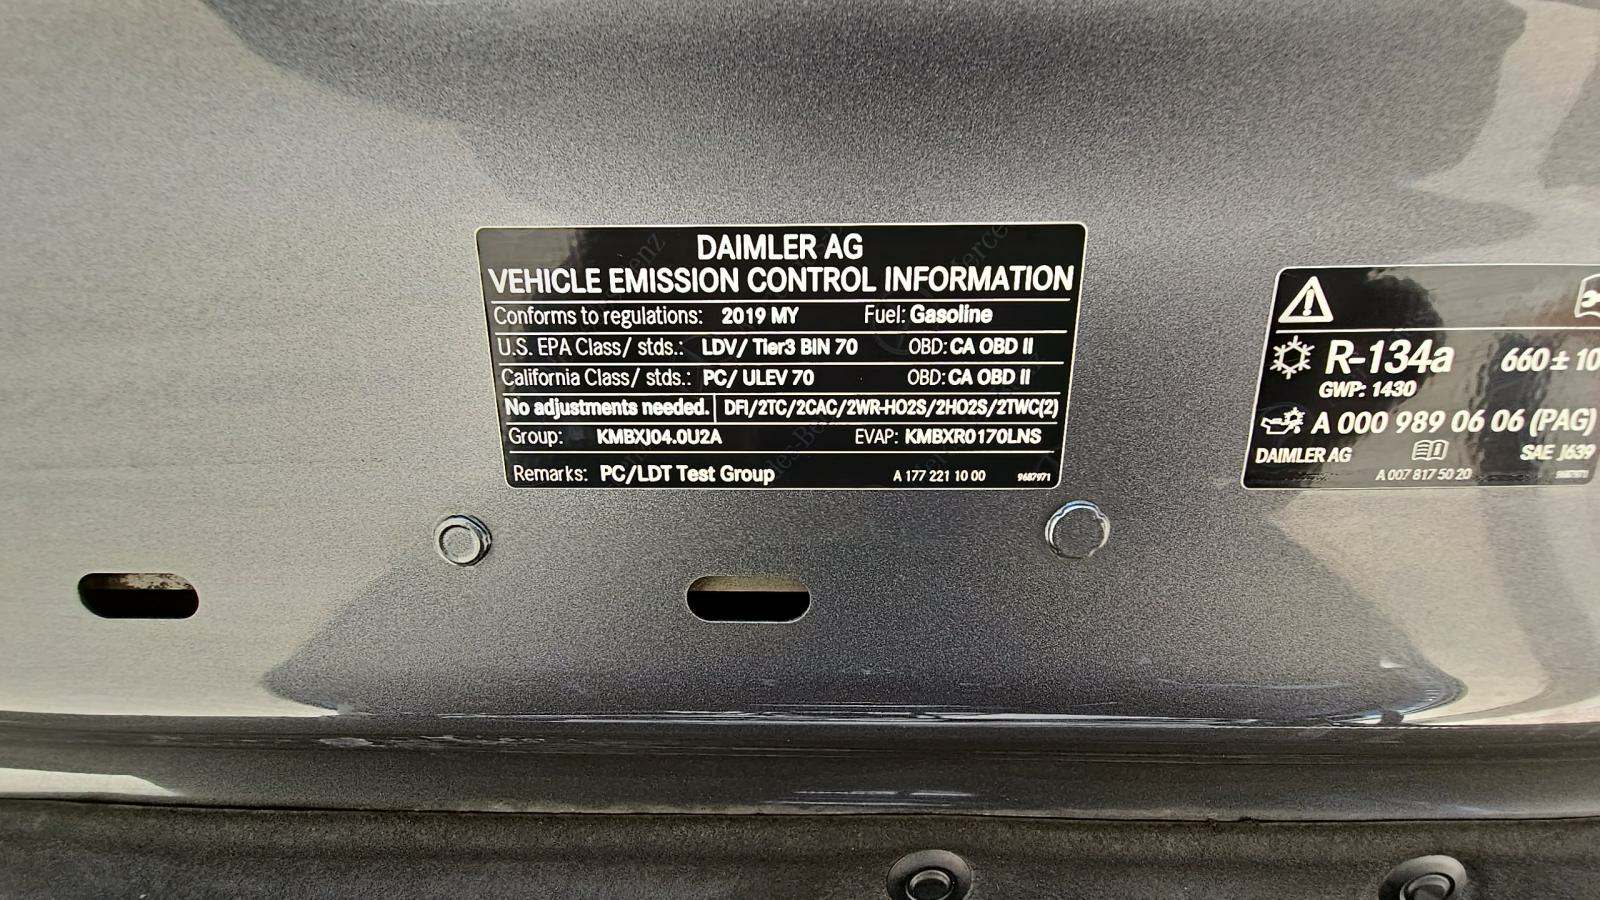 DAIMLER AG
VEHICLE EMISSION CONTROL INFORMATION
Conforms to regulations: 2019 MY Fuel: Gasoline
U.S. EPA Class/ stds.: LDV/ Tier3 BIN 70 OBD: CA OBD II
California Class/ stds.: PC/ ULEV 70 OBD: CA OBD II
No adjustments needed. DFI/2TC/2CAC/2WR-HO2S/2HO2S/2TWC(2)
Group: KMBXJ04.0U2A EVAP: KMBXR0170LNS
Remarks: PC/LDT Test Group A 177 221 10 00 9687971
R-134a 660 ± 10
GWP: 1430
A 000 989 06 06 (PAG)
DAIMLER AG SAE J639
A 007 817 50 20